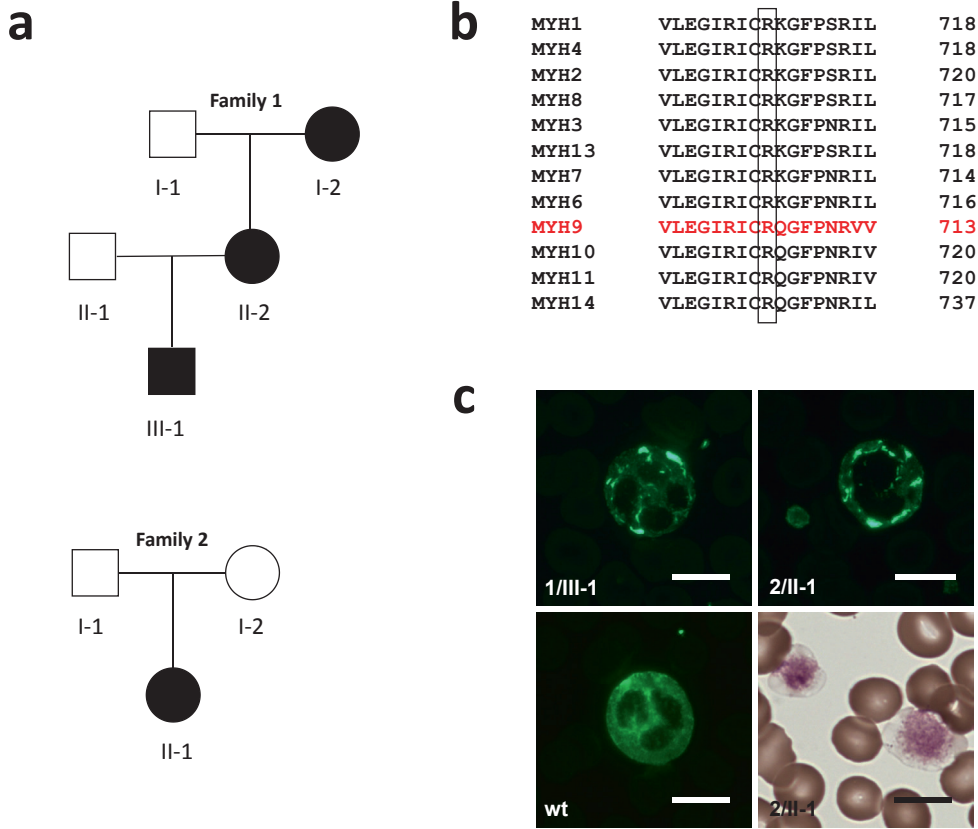 a
Family 1
I-1
I-2
II-1
II-2
III-1
Family 2
I-1
I-2
II-1
b
MYH1 VLEGIRICRKGFPSRIL 718
MYH4 VLEGIRICRKGFPSRIL 718
MYH2 VLEGIRICRKGFPSRIL 720
MYH8 VLEGIRICRKGFPSRIL 717
MYH3 VLEGIRICRKGFPNRIL 715
MYH13 VLEGIRICRKGFPSRIL 718
MYH7 VLEGIRICRKGFPNRIL 714
MYH6 VLEGIRICRKGFPNRIL 716
MYH9 VLEGIRICRQGFPNRVV 713
MYH10 VLEGIRICRQGFPNRIV 720
MYH11 VLEGIRICRQGFPNRIV 720
MYH14 VLEGIRICRQGFPNRIL 737
c
1/III-1
2/II-1
wt
2/II-1